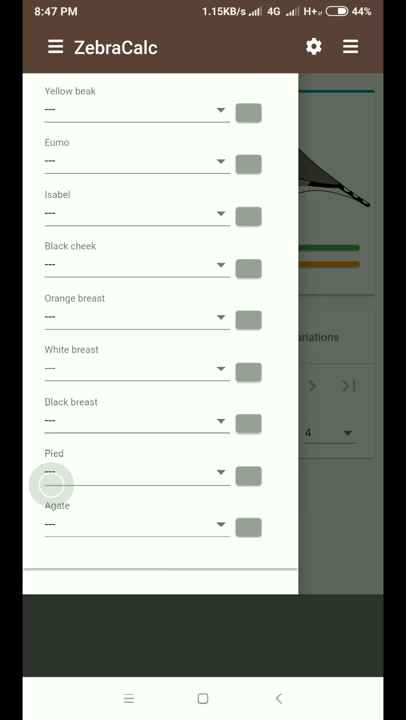 8:47 PM 1.15KB/s 4G H+ 44%
ZebraCalc
Yellow beak
---
Eumo
---
Isabel
---
Black cheek
---
Orange breast
---
White breast
---
Black breast
---
Pied
---
Agate
---
ariations
4